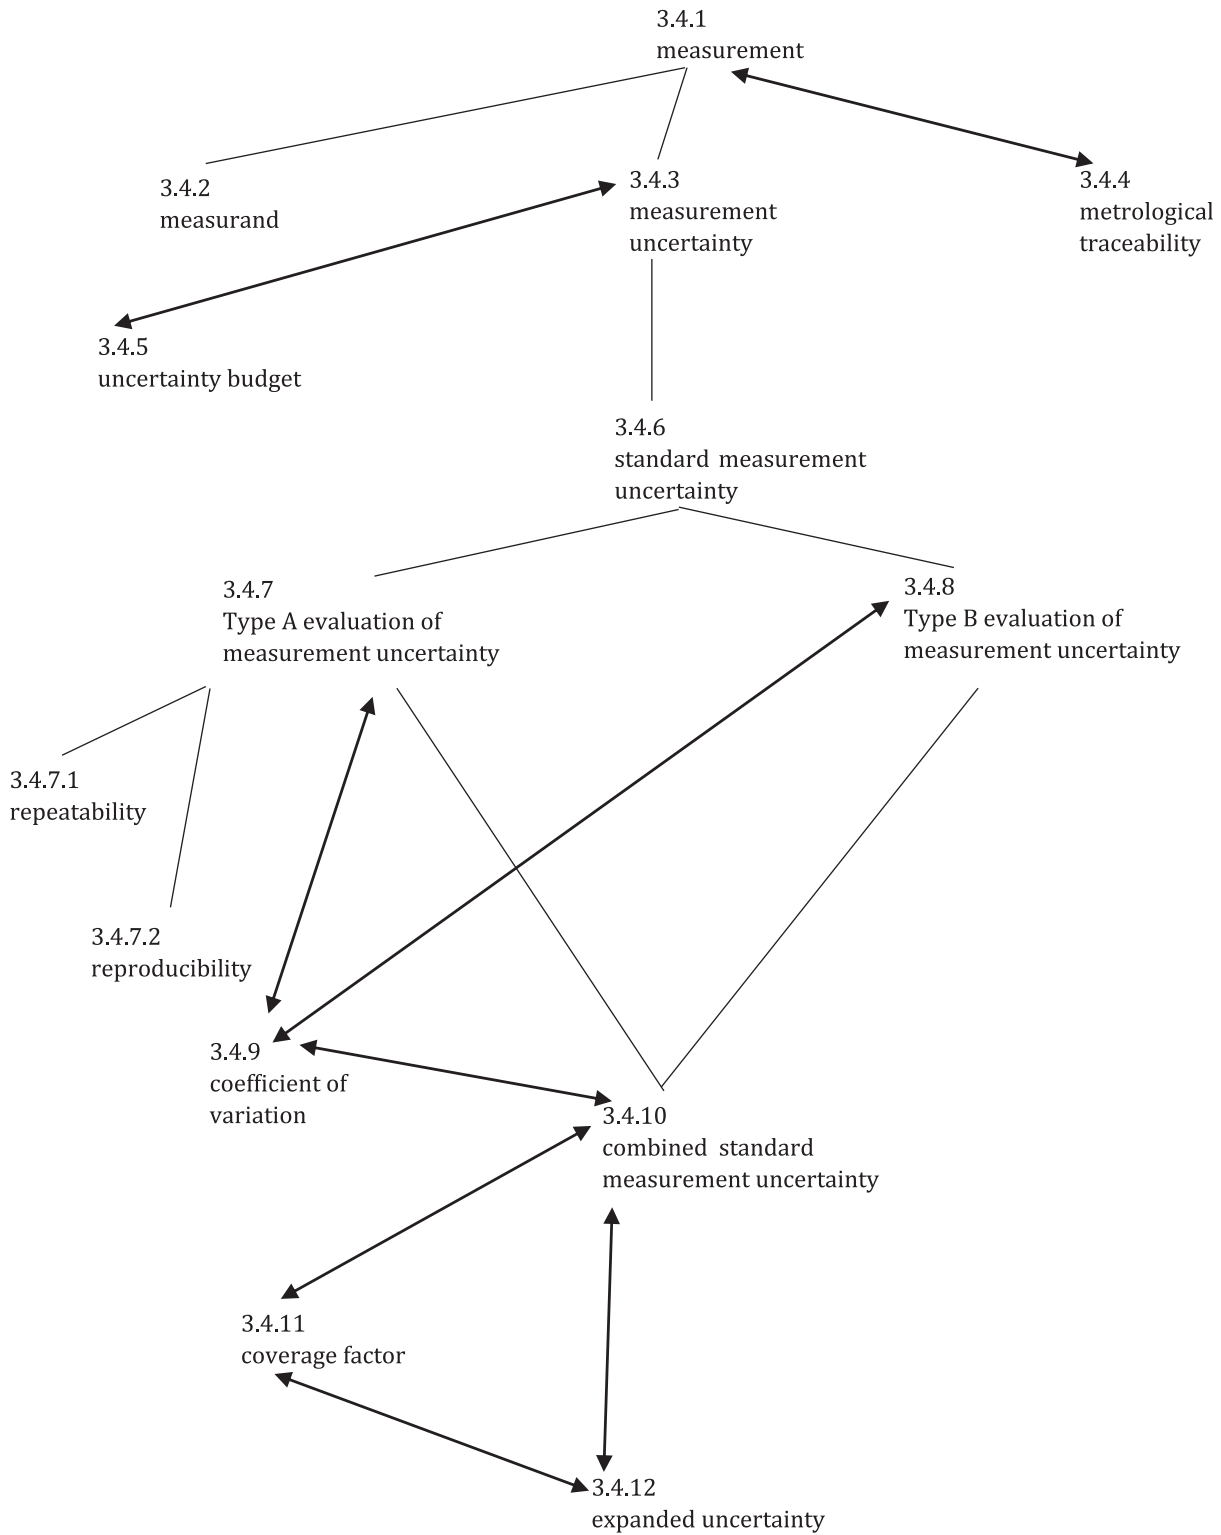 3.4.1
measurement
3.4.2
measurand
3.4.3
measurement
uncertainty
3.4.4
metrological
traceability
3.4.5
uncertainty budget
3.4.6
standard measurement
uncertainty
3.4.7
Type A evaluation of
measurement uncertainty
3.4.8
Type B evaluation of
measurement uncertainty
3.4.7.1
repeatability
3.4.7.2
reproducibility
3.4.9
coefficient of
variation
3.4.10
combined standard
measurement uncertainty
3.4.11
coverage factor
3.4.12
expanded uncertainty